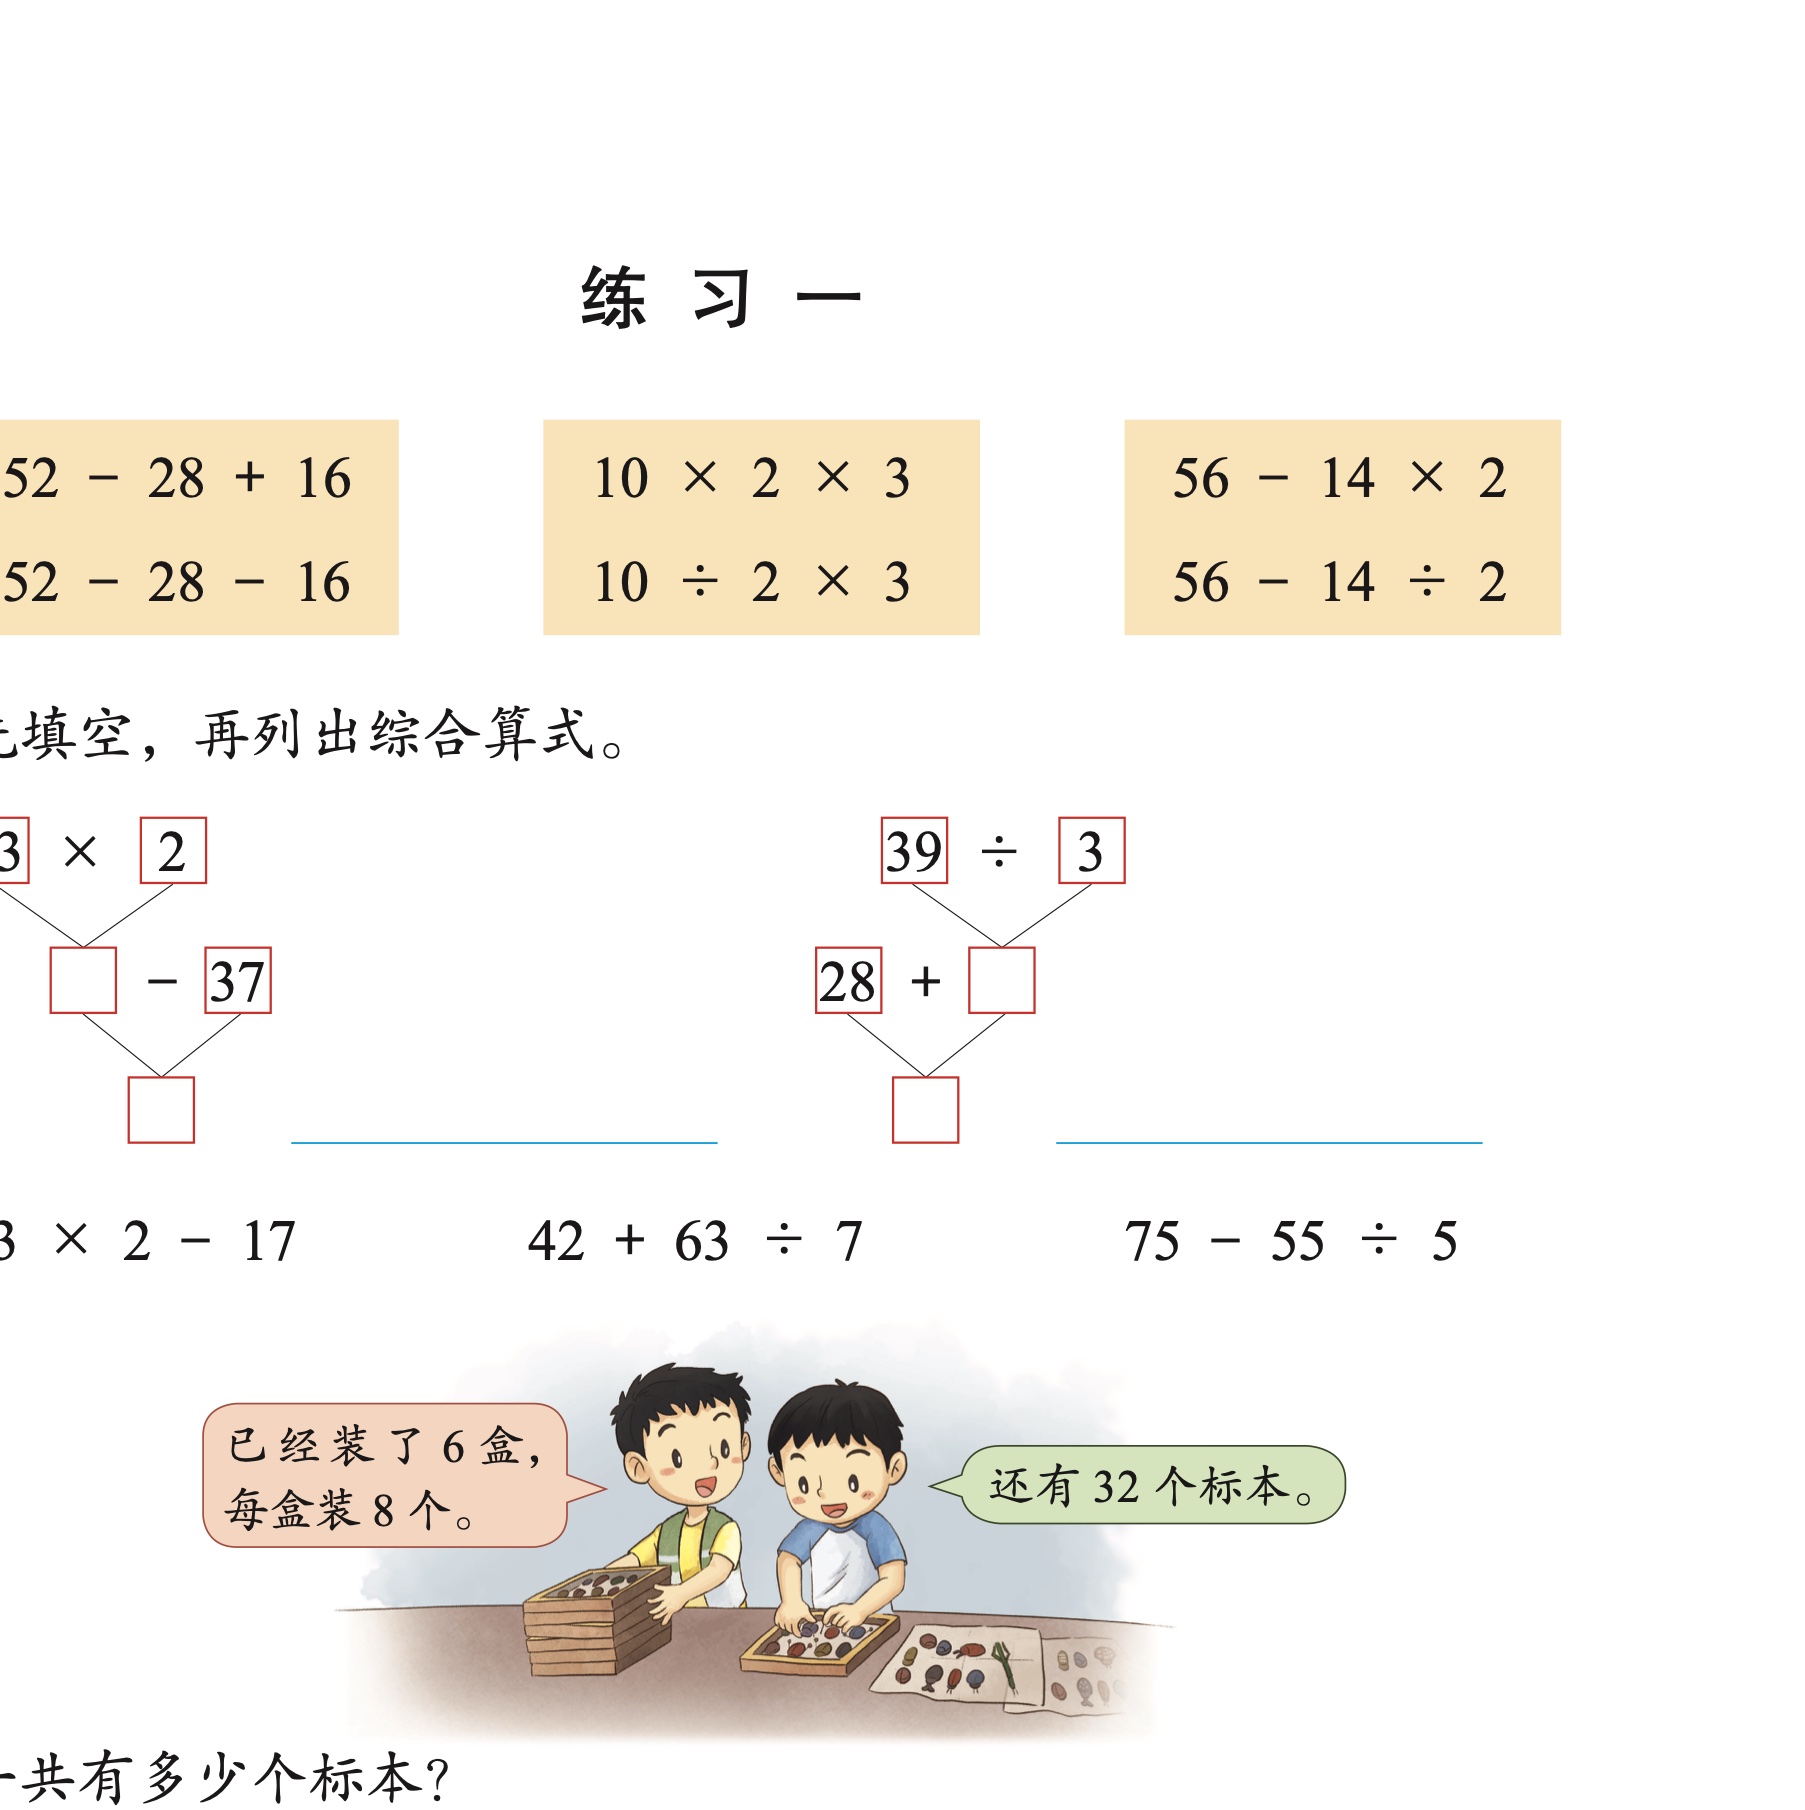 练 习 一
52 − 28 + 16
10 × 2 × 3
56 − 14 × 2
52 − 28 − 16
10 ÷ 2 × 3
56 − 14 ÷ 2
填空，再列出综合算式。
3 × 2
39 ÷ 3
− 37
28 +
3 × 2 − 17
42 + 63 ÷ 7
75 − 55 ÷ 5
已经装了 6 盒，
每盒装 8 个。
还有 32 个标本。
一共有多少个标本？